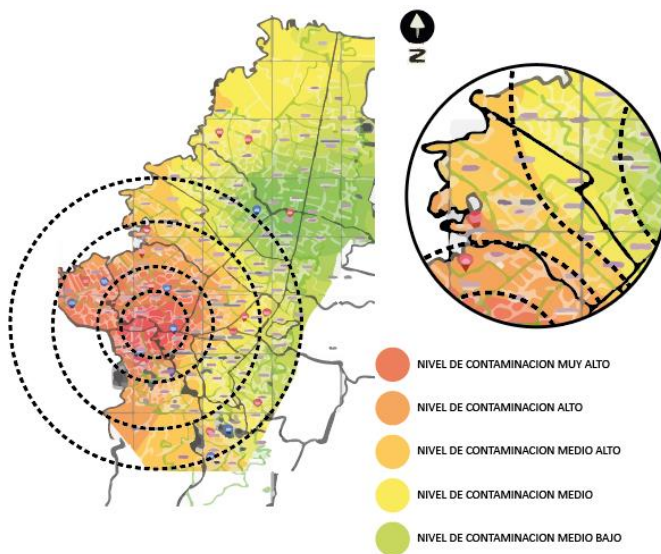 N
NIVEL DE CONTAMINACION MUY ALTO
NIVEL DE CONTAMINACION ALTO
NIVEL DE CONTAMINACION MEDIO ALTO
NIVEL DE CONTAMINACION MEDIO
NIVEL DE CONTAMINACION MEDIO BAJO